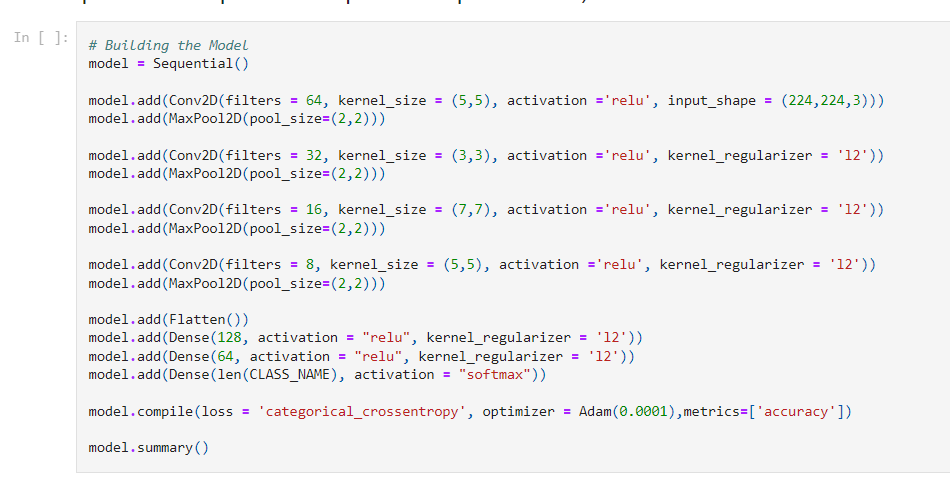 In [ ]:
# Building the Model
model = Sequential()
model.add(Conv2D(filters = 64, kernel_size = (5,5), activation ='relu', input_shape = (224,224,3)))
model.add(MaxPool2D(pool_size=(2,2)))
model.add(Conv2D(filters = 32, kernel_size = (3,3), activation ='relu', kernel_regularizer = 'l2'))
model.add(MaxPool2D(pool_size=(2,2)))
model.add(Conv2D(filters = 16, kernel_size = (7,7), activation ='relu', kernel_regularizer = 'l2'))
model.add(MaxPool2D(pool_size=(2,2)))
model.add(Conv2D(filters = 8, kernel_size = (5,5), activation ='relu', kernel_regularizer = 'l2'))
model.add(MaxPool2D(pool_size=(2,2)))
model.add(Flatten())
model.add(Dense(128, activation = "relu", kernel_regularizer = 'l2'))
model.add(Dense(64, activation = "relu", kernel_regularizer = 'l2'))
model.add(Dense(len(CLASS_NAME), activation = "softmax"))
model.compile(loss = 'categorical_crossentropy', optimizer = Adam(0.0001),metrics=['accuracy'])
model.summary()